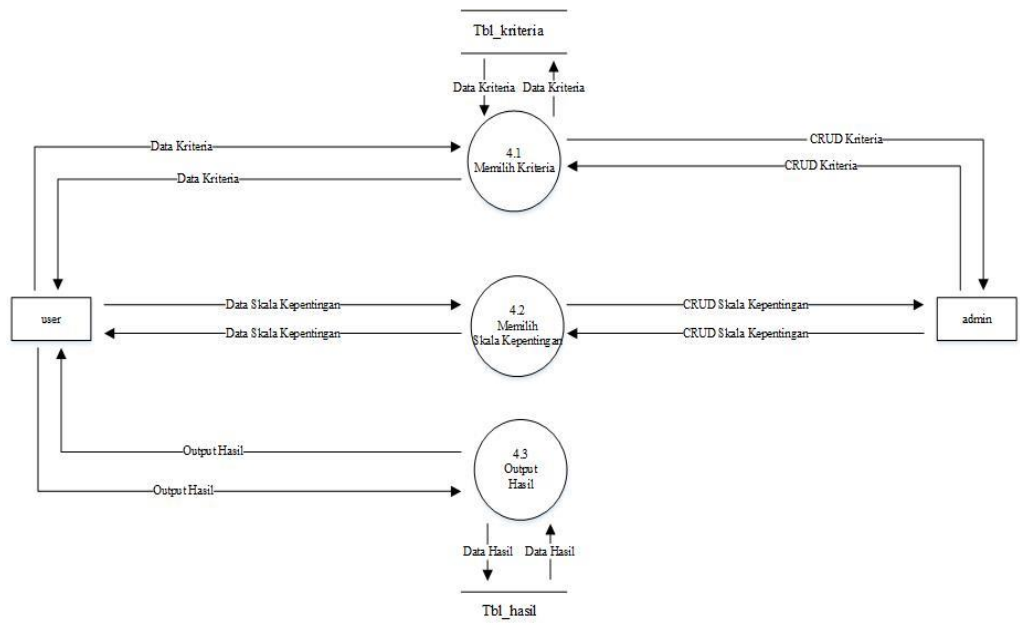 Tbl_kriteria
Data Kriteria
Data Kriteria
4.1
Memilih Kriteria
Data Kriteria
CRUD Kriteria
Data Kriteria
CRUD Kriteria
user
Data Skala Kepentingan
4.2
Memilih
Skala Kepentingan
CRUD Skala Kepentingan
admin
Data Skala Kepentingan
CRUD Skala Kepentingan
Output Hasil
4.3
Output
Hasil
Output Hasil
Data Hasil
Data Hasil
Tbl_hasil